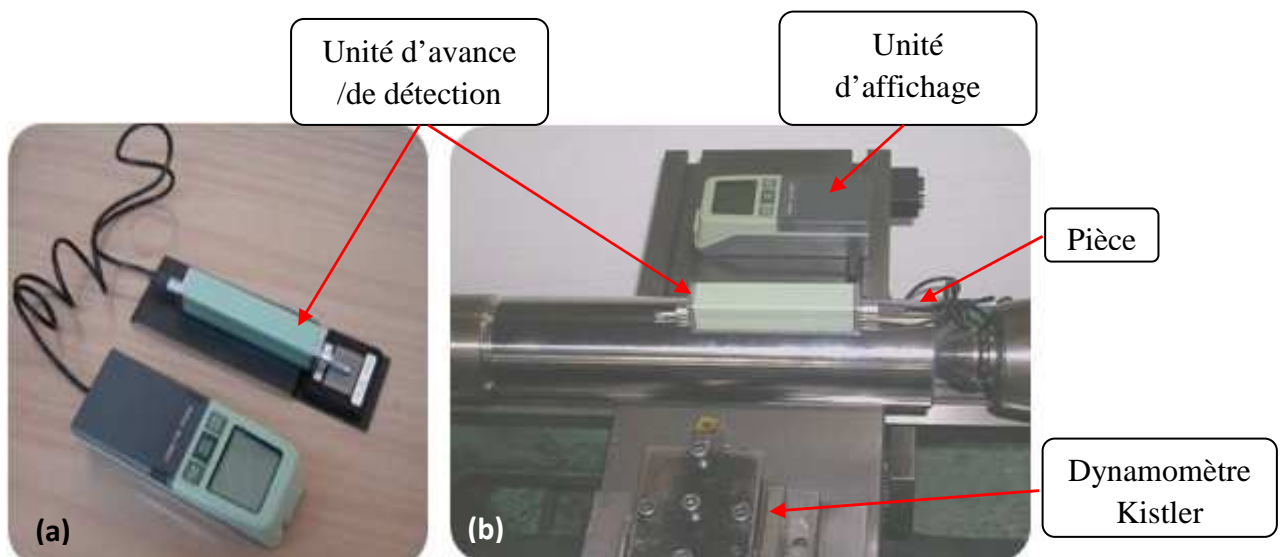 Unité d’avance
/de détection
Unité
d’affichage
Pièce
Dynamomètre
Kistler
(a)
(b)